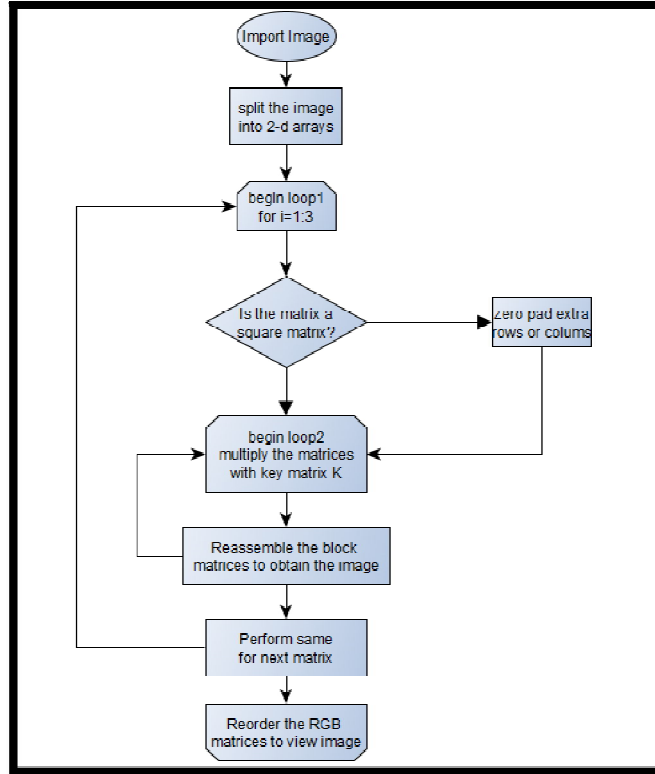 Import Image
split the image
into 2-d arrays
begin loop1
for i=1:3
Is the matrix a
square matrix?
zero pad extra
rows or colums
begin loop2
multiply the matrices
with key matrix K
Reassemble the block
matrices to obtain the image
Perform same
for next matrix
Reorder the RGB
matrices to view image